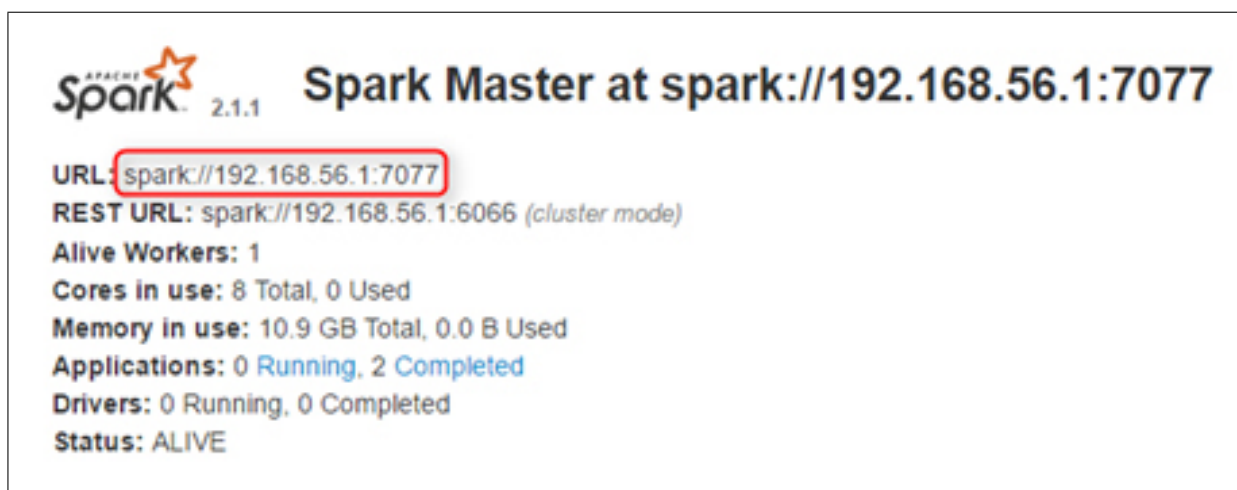 APACHE
Spark 2.1.1 Spark Master at spark://192.168.56.1:7077
URL: spark://192.168.56.1:7077
REST URL: spark://192.168.56.1:6066 (cluster mode)
Alive Workers: 1
Cores in use: 8 Total, 0 Used
Memory in use: 10.9 GB Total, 0.0 B Used
Applications: 0 Running, 2 Completed
Drivers: 0 Running, 0 Completed
Status: ALIVE